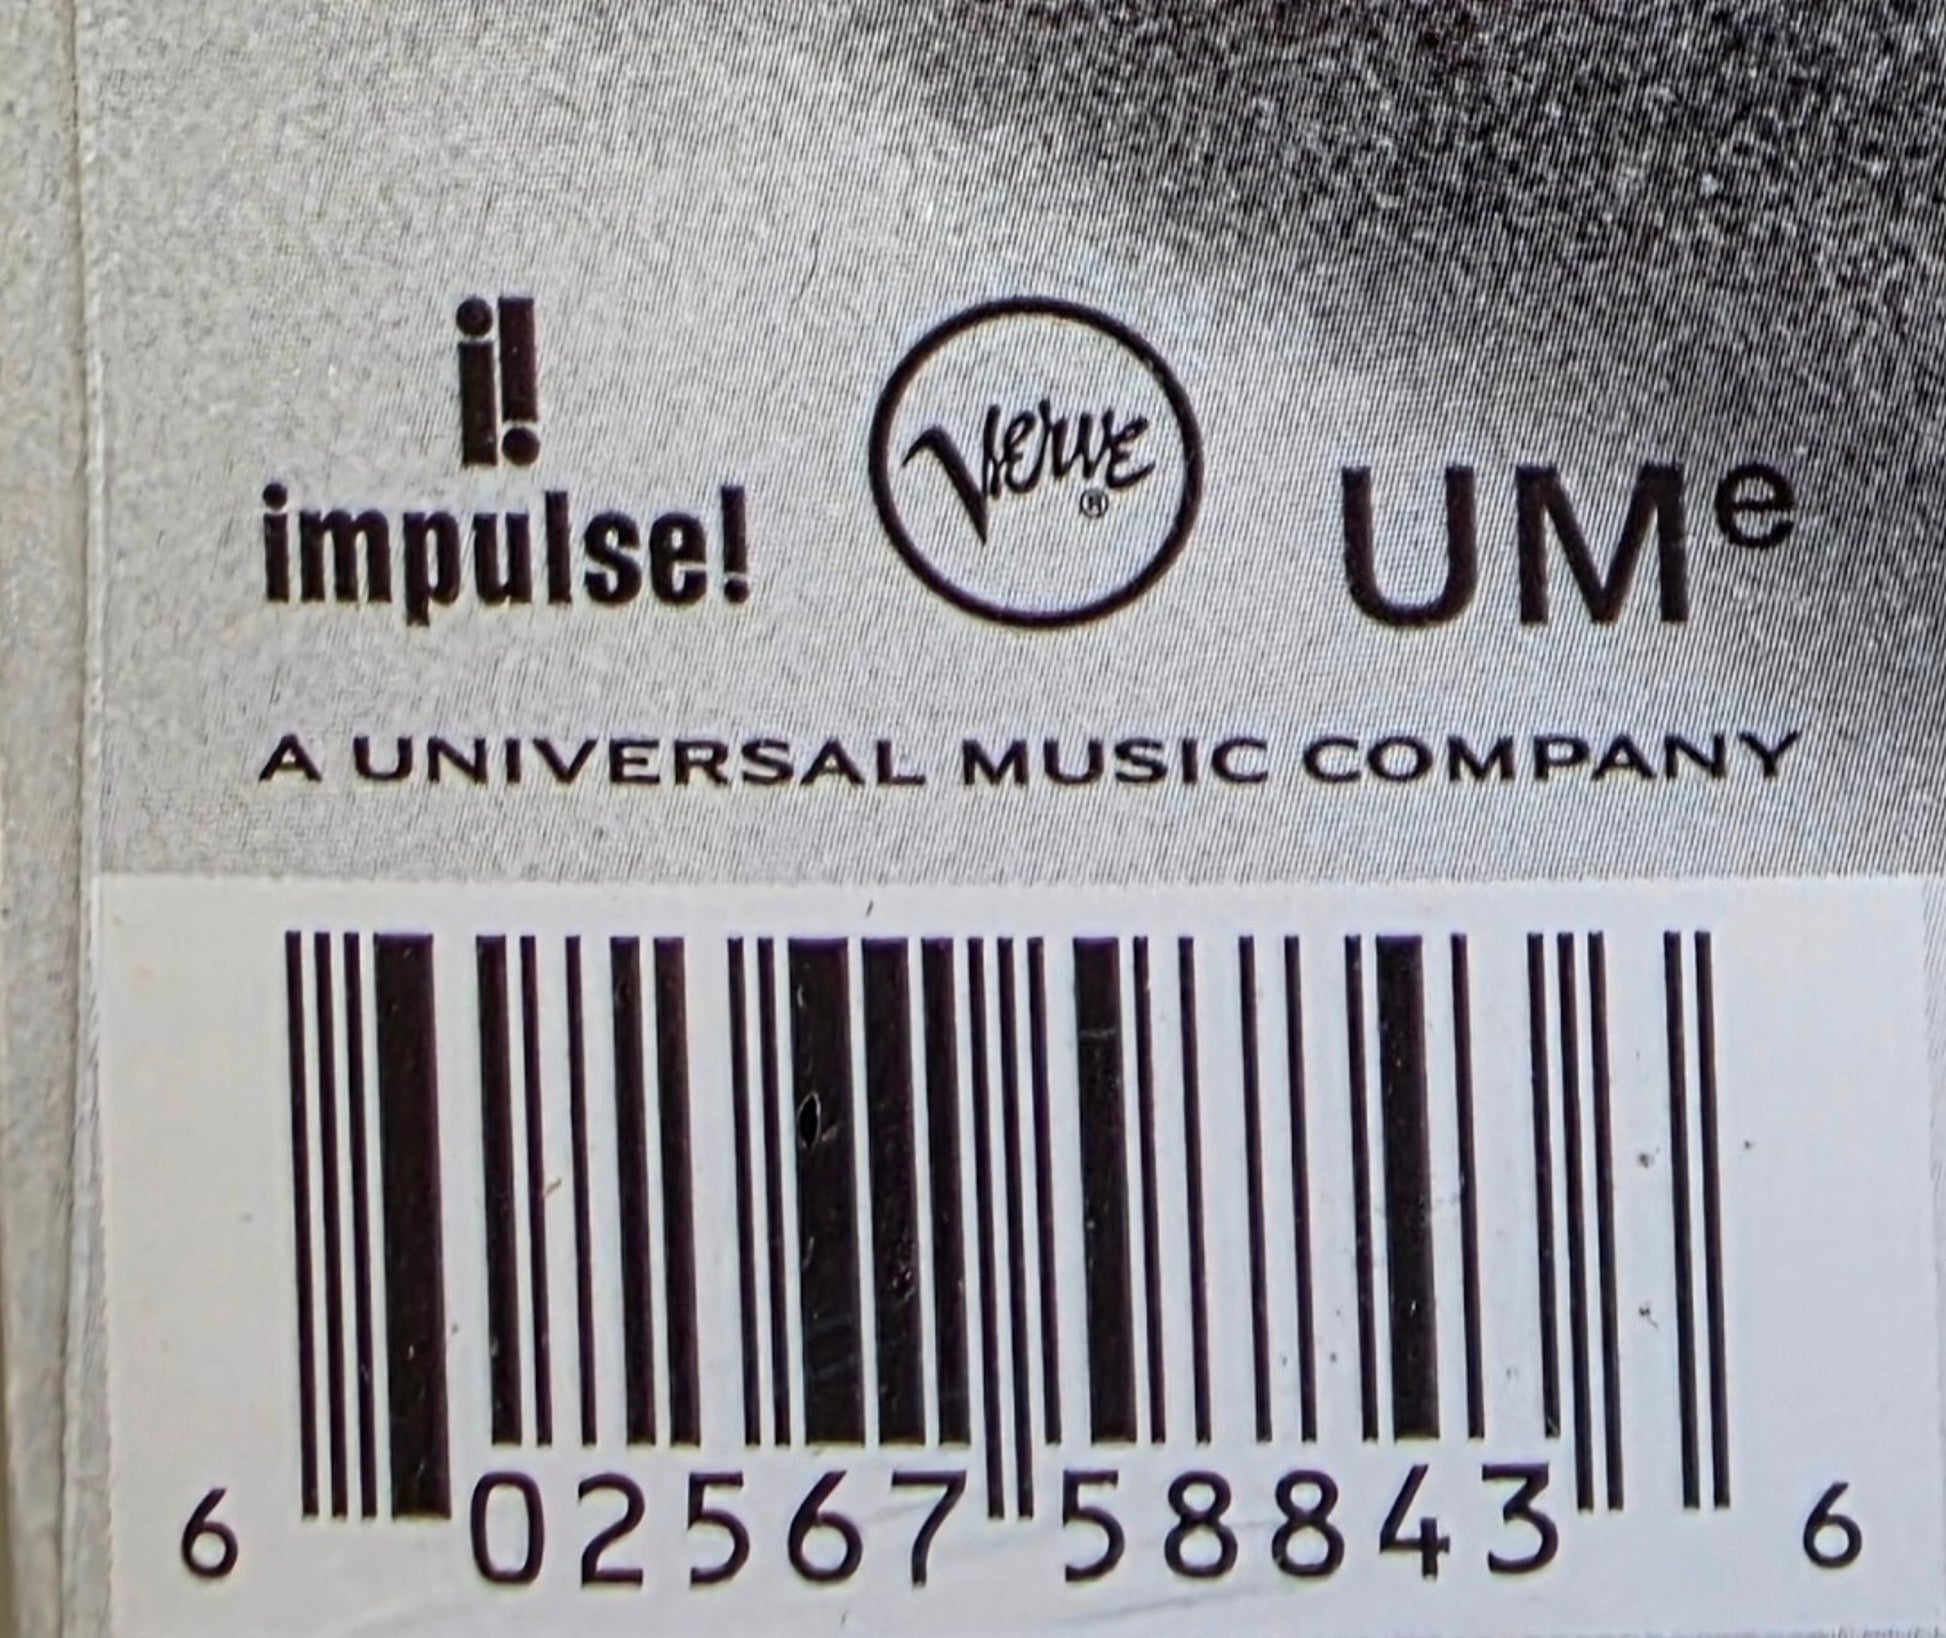 i!
impulse!
Verve ®
UMe
A UNIVERSAL MUSIC COMPANY
6 02567 58843 6